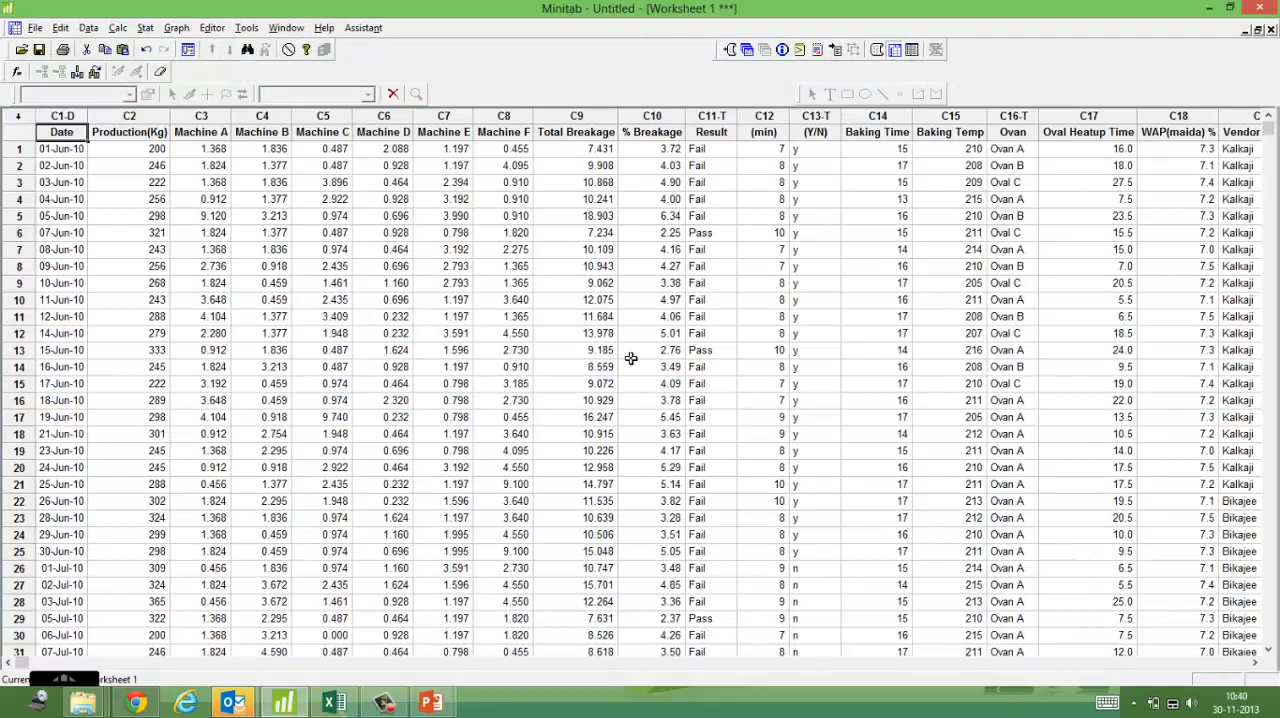 Minitab - Untitled - [Worksheet 1 ***]
File Edit Data Calc Stat Graph Editor Tools Window Help Assistant
C1-D C2 C3 C4 C5 C6 C7 C8 C9 C10 C11-T C12 C13-T C14 C15 C16-T C17 C18 C
Date Production(Kg) Machine A Machine B Machine C Machine D Machine E Machine F Total Breakage % Breakage Result (min) (Y/N) Baking Time Baking Temp Ovan Oval Heatup Time WAP(maida) % Vendor
1 01-Jun-10 200 1.368 1.836 0.487 2.088 1.197 0.455 7.431 3.72 Fail 7 y 15 210 Ovan A 16.0 7.3 Kalkaji
2 02-Jun-10 246 1.824 1.377 0.487 0.928 1.197 4.095 9.908 4.03 Fail 8 y 17 208 Ovan B 18.0 7.1 Kalkaji
3 03-Jun-10 222 1.368 1.836 3.896 0.464 2.394 0.910 10.868 4.90 Fail 8 y 15 209 Oval C 27.5 7.4 Kalkaji
4 04-Jun-10 256 0.912 1.377 2.922 0.928 3.192 0.910 10.241 4.00 Fail 8 y 13 215 Ovan A 7.5 7.2 Kalkaji
5 05-Jun-10 298 9.120 3.213 0.974 0.464 3.990 0.910 18.903 6.34 Fail 8 y 16 210 Ovan B 23.5 7.3 Kalkaji
6 07-Jun-10 321 1.824 1.377 0.487 0.928 0.798 1.820 7.234 2.25 Pass 10 y 15 211 Oval C 15.5 7.2 Kalkaji
7 08-Jun-10 243 1.368 1.836 0.974 0.464 3.192 2.275 10.109 4.16 Fail 7 y 14 214 Ovan A 15.0 7.0 Kalkaji
8 09-Jun-10 256 2.736 0.918 2.435 0.696 2.793 1.365 10.943 4.27 Fail 7 y 16 210 Ovan B 7.0 7.5 Kalkaji
9 10-Jun-10 268 1.824 0.459 1.461 1.160 2.793 1.365 9.062 3.38 Fail 8 y 17 205 Oval C 20.5 7.2 Kalkaji
10 11-Jun-10 243 3.648 0.459 2.435 0.696 1.197 3.640 12.075 4.97 Fail 8 y 16 211 Ovan A 5.5 7.1 Kalkaji
11 12-Jun-10 288 4.104 1.377 3.409 0.232 1.197 1.365 11.684 4.06 Fail 8 y 17 208 Ovan B 6.5 7.5 Kalkaji
12 14-Jun-10 279 2.280 1.377 1.948 0.232 3.591 4.550 13.978 5.01 Fail 8 y 17 207 Oval C 18.5 7.3 Kalkaji
13 15-Jun-10 333 0.912 1.836 0.487 1.624 1.596 2.730 9.185 2.76 Pass 10 y 14 216 Ovan A 24.0 7.3 Kalkaji
14 16-Jun-10 245 1.824 3.213 0.487 0.928 1.197 0.910 8.559 3.49 Fail 8 y 16 208 Ovan B 9.5 7.1 Kalkaji
15 17-Jun-10 222 3.192 0.459 0.974 0.464 0.798 3.185 9.072 4.09 Fail 7 y 17 210 Oval C 19.0 7.4 Kalkaji
16 18-Jun-10 289 3.648 0.459 0.974 2.320 0.798 2.730 10.929 3.78 Fail 7 y 16 211 Ovan A 22.0 7.2 Kalkaji
17 19-Jun-10 298 4.104 0.918 9.740 0.232 0.798 0.455 16.247 5.45 Fail 9 y 17 205 Ovan A 13.5 7.3 Kalkaji
18 21-Jun-10 301 0.912 2.754 1.948 0.464 1.197 3.640 10.915 3.63 Fail 9 y 14 212 Ovan A 10.5 7.2 Kalkaji
19 23-Jun-10 245 1.368 2.295 0.974 0.696 0.798 4.095 10.226 4.17 Fail 8 y 15 211 Ovan A 14.0 7.0 Kalkaji
20 24-Jun-10 245 0.912 0.918 2.922 0.464 3.192 4.550 12.958 5.29 Fail 8 y 16 210 Ovan A 17.5 7.5 Kalkaji
21 25-Jun-10 288 0.456 1.377 2.435 0.232 1.197 9.100 14.797 5.14 Fail 10 y 17 211 Ovan A 17.5 7.2 Kalkaji
22 26-Jun-10 302 1.824 2.295 1.948 0.232 1.596 3.640 11.535 3.82 Fail 10 y 17 213 Ovan A 19.5 7.1 Bikajee
23 28-Jun-10 324 1.368 1.836 0.974 1.624 1.197 3.640 10.639 3.28 Fail 8 y 17 212 Ovan A 20.5 7.5 Bikajee
24 29-Jun-10 299 1.368 0.459 0.974 1.160 1.995 4.550 10.506 3.51 Fail 8 y 16 210 Ovan A 10.0 7.3 Bikajee
25 30-Jun-10 298 1.824 0.459 0.974 0.696 1.995 9.100 15.048 5.05 Fail 8 y 17 211 Ovan A 9.5 7.3 Bikajee
26 01-Jul-10 309 0.456 1.836 0.974 1.160 3.591 2.730 10.747 3.48 Fail 9 n 15 214 Ovan A 6.5 7.1 Bikajee
27 02-Jul-10 324 1.824 3.672 2.435 1.624 1.596 4.550 15.701 4.85 Fail 8 n 14 215 Ovan A 5.5 7.4 Bikajee
28 03-Jul-10 365 0.456 3.672 1.461 0.928 1.197 4.550 12.264 3.36 Fail 9 n 15 213 Ovan A 25.0 7.2 Bikajee
29 05-Jul-10 322 1.368 2.295 0.487 0.464 1.197 1.820 7.631 2.37 Pass 9 n 15 210 Ovan A 7.5 7.3 Bikajee
30 06-Jul-10 200 1.368 3.213 0.000 0.928 1.197 1.820 8.526 4.26 Fail 7 n 16 215 Ovan A 7.5 7.2 Bikajee
31 07-Jul-10 246 1.824 4.590 0.487 0.464 0.798 0.455 8.618 3.50 Fail 8 n 17 211 Ovan A 12.0 7.0 Bikajee
Curren rksheet 1
10:40
30-11-2013